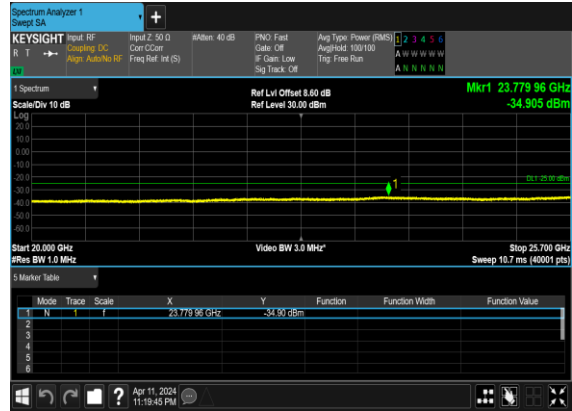 Spectrum Analyzer 1
Swept SA
+
KEYSIGHT Input: RF Input Z: 50 Ω #Atten: 40 dB PNO: Fast Avg Type: Power (RMS) 1 2 3 4 5 6
R T Coupling: DC Corr CCorr Gate: Off Avg|Hold: 100/100 A W W W W W
Align: Auto/No RF Freq Ref: Int (S) IF Gain: Low Trig: Free Run
LW Sig Track: Off A N N N N N
1 Spectrum Ref Lvl Offset 8.60 dB Mkr1 23.779 96 GHz
Scale/Div 10 dB Ref Level 30.00 dBm -34.905 dBm
Log
20.0
10.0
0.00
-10.0
-20.0
1
DL1 -25.00 dBm
-30.0
-40.0
-50.0
-60.0
Start 20.000 GHz Video BW 3.0 MHz* Stop 25.700 GHz
#Res BW 1.0 MHz Sweep 10.7 ms (40001 pts)
5 Marker Table
Mode Trace Scale X Y Function Function Width Function Value
1 N 1 f 23.779 96 GHz -34.90 dBm
2
3
4
5
6
? Apr 11, 2024
11:19:45 PM